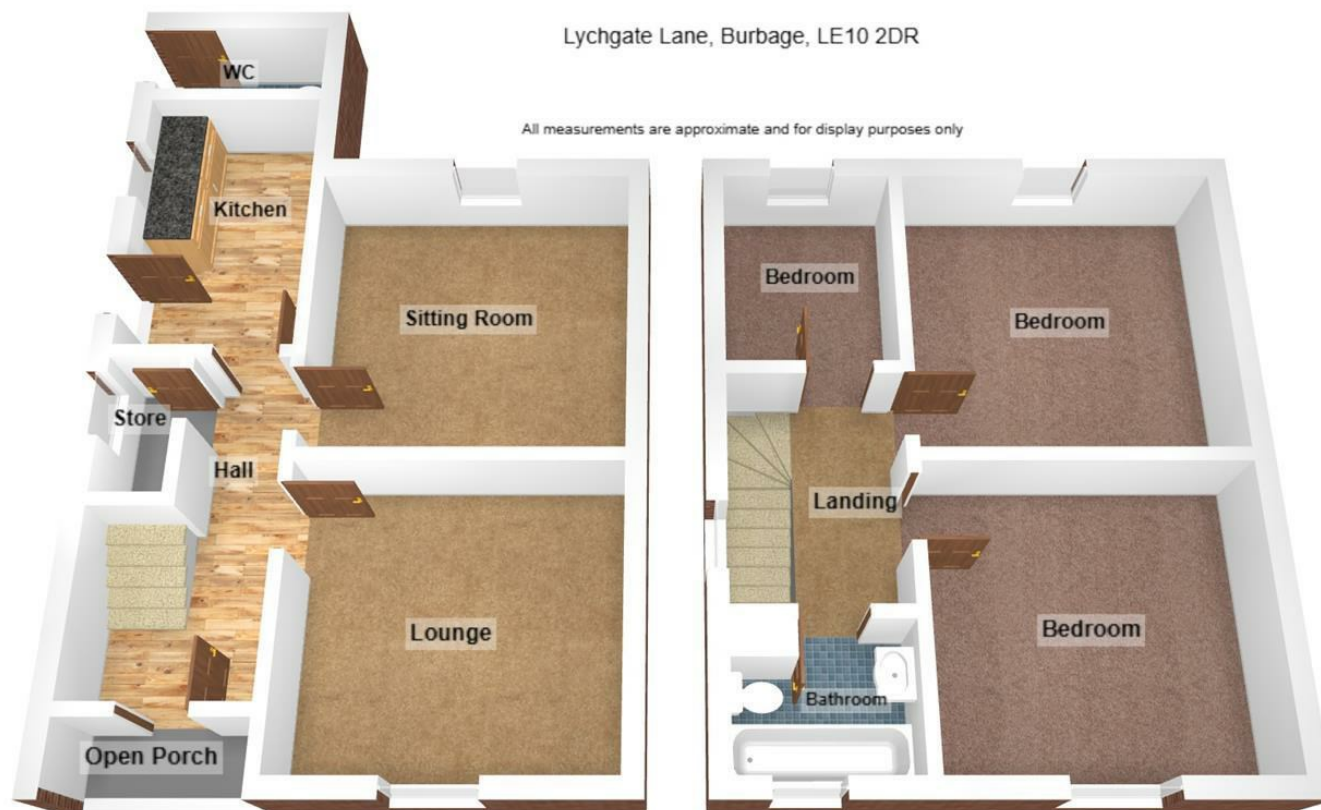 Lychgate Lane, Burbage, LE10 2DR
All measurements are approximate and for display purposes only
WC
Kitchen
Sitting Room
Store
Hall
Lounge
Open Porch
Bedroom
Bedroom
Landing
Bedroom
Bathroom